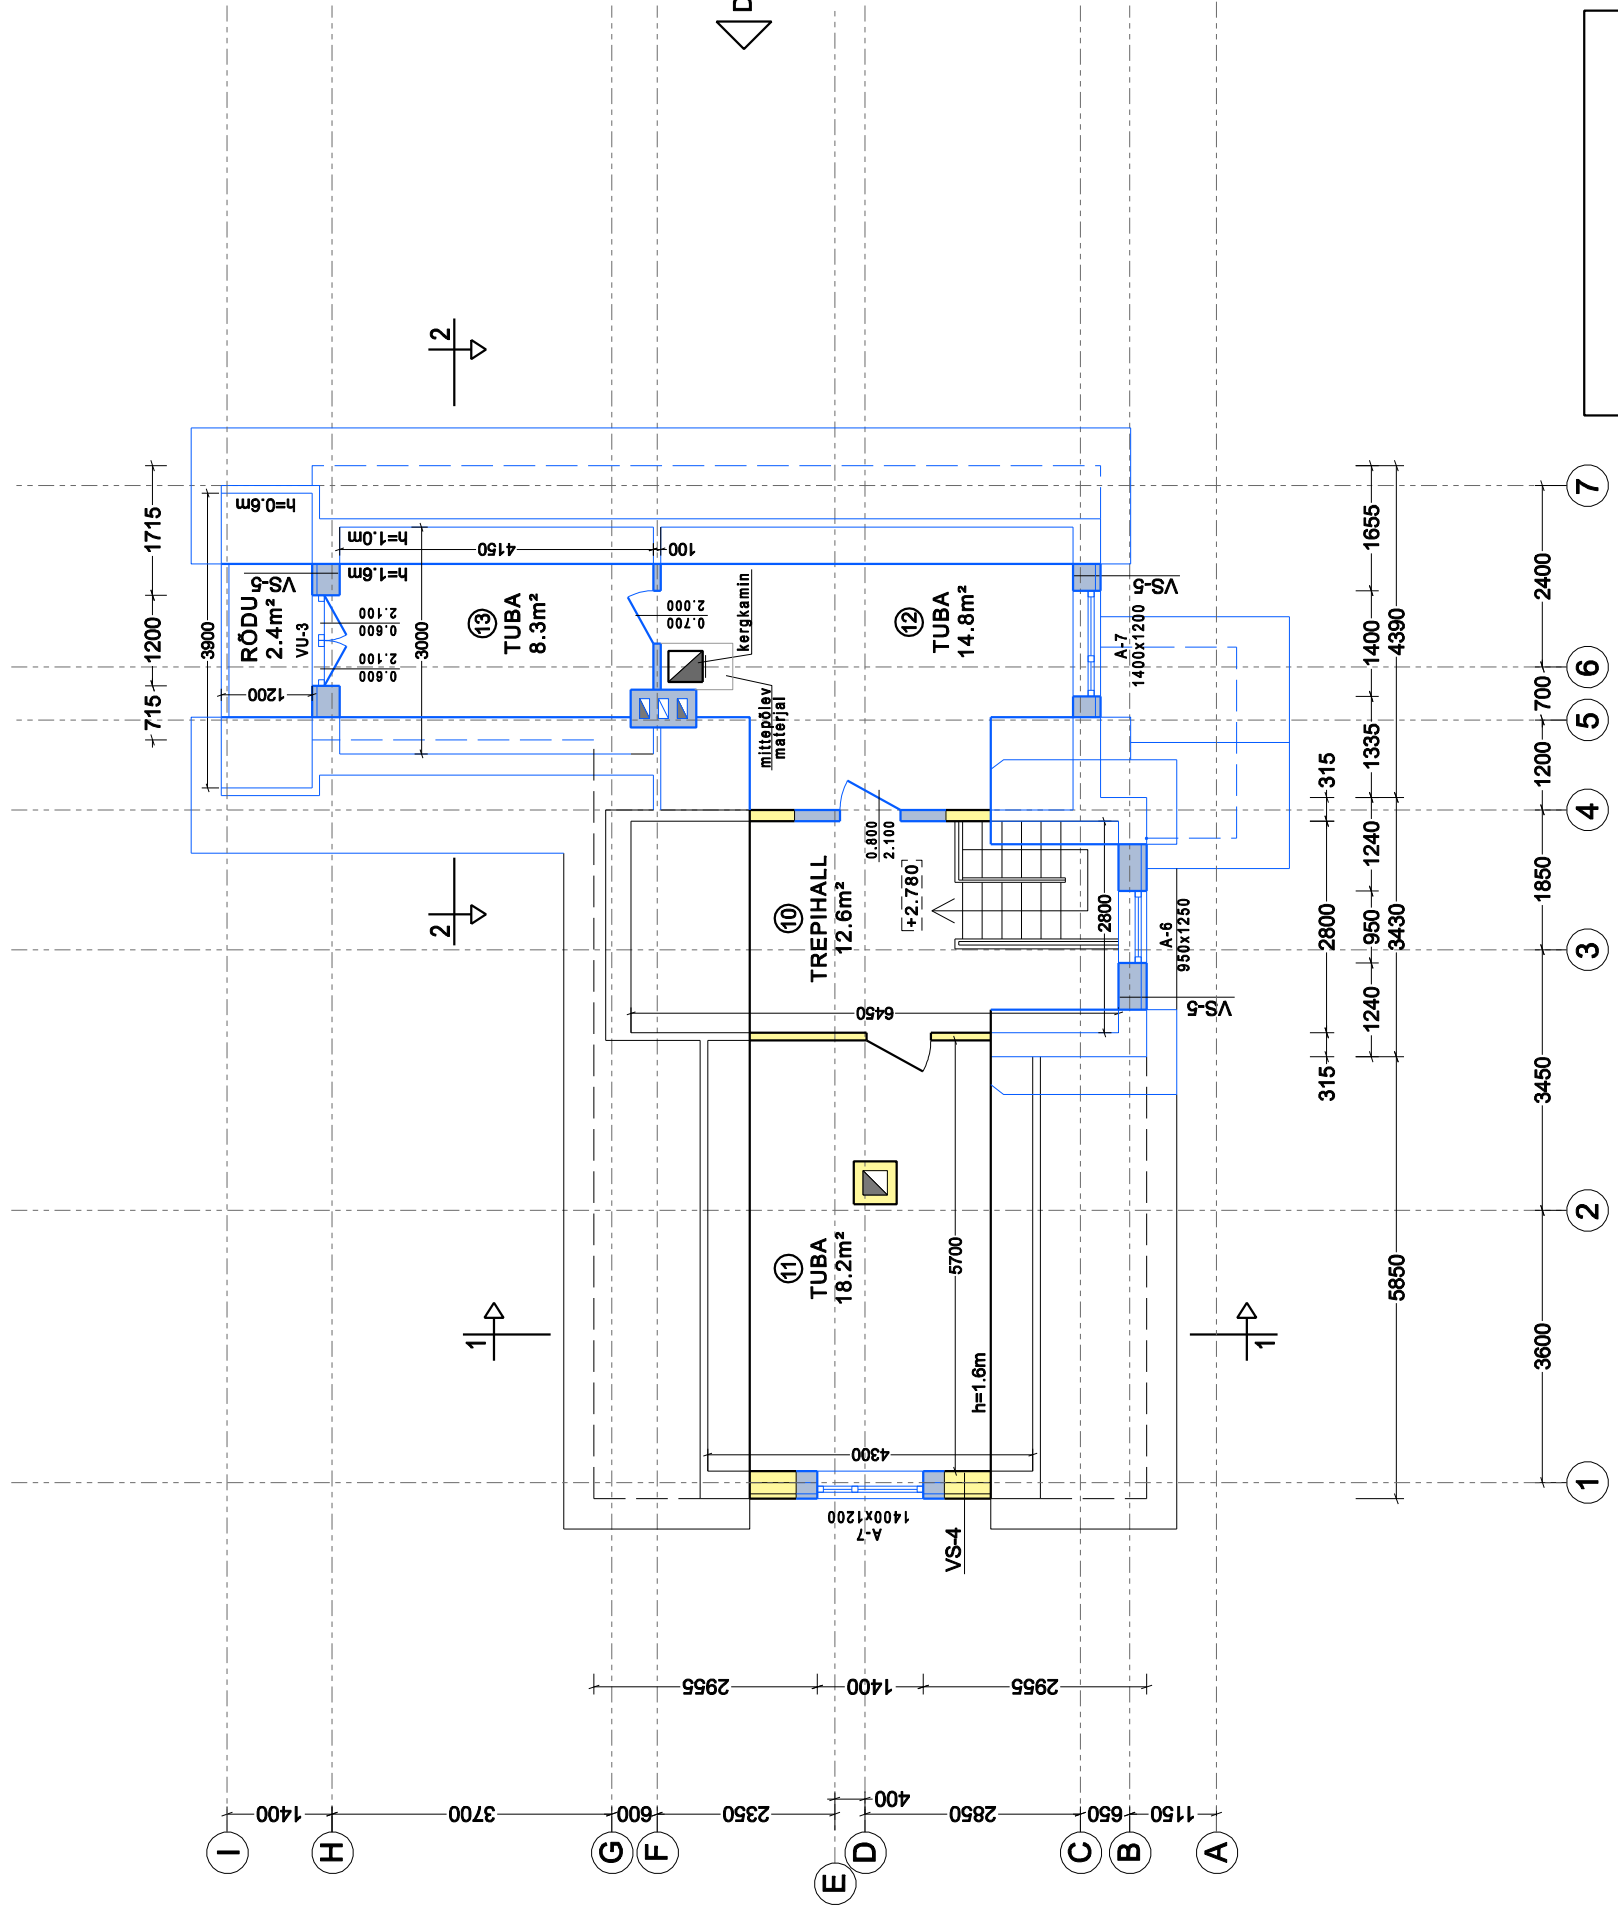 D
2
2
1
1
1715
1200
715
3900
RÕDU
2.4m²
h=0.6m
VS-5
VU-3
1200
h=1.0m
h=1.6m
2.100
0.600
2.100
0.600
3000
13
TUBA
8.3m²
4150
100
2.000
0.700
kergkamin
mittepõlev
materjal
12
TUBA
14.8m²
VS-5
A-7
1400x1200
0.800
2.100
10
TREPIHALL
12.6m²
+2.780
2800
6450
A-6
950x1250
VS-5
11
TUBA
18.2m²
5700
4300
h=1.6m
A-7
1400x1200
VS-4
315
2800
315
1655
1400
1335
1240
950
1240
4390
3430
5850
2400
700
1200
1850
3450
3600
7
6
5
4
3
2
1
2955
1400
2955
1400
3700
600
2350
400
2850
650
1150
I
H
G
F
E
D
C
B
A